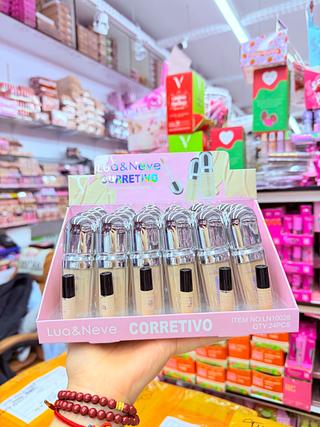 Lua&Neve
CORRETIVO
Lua&Neve CORRETIVO
ITEM NO:LN10028
QTY:24PCS